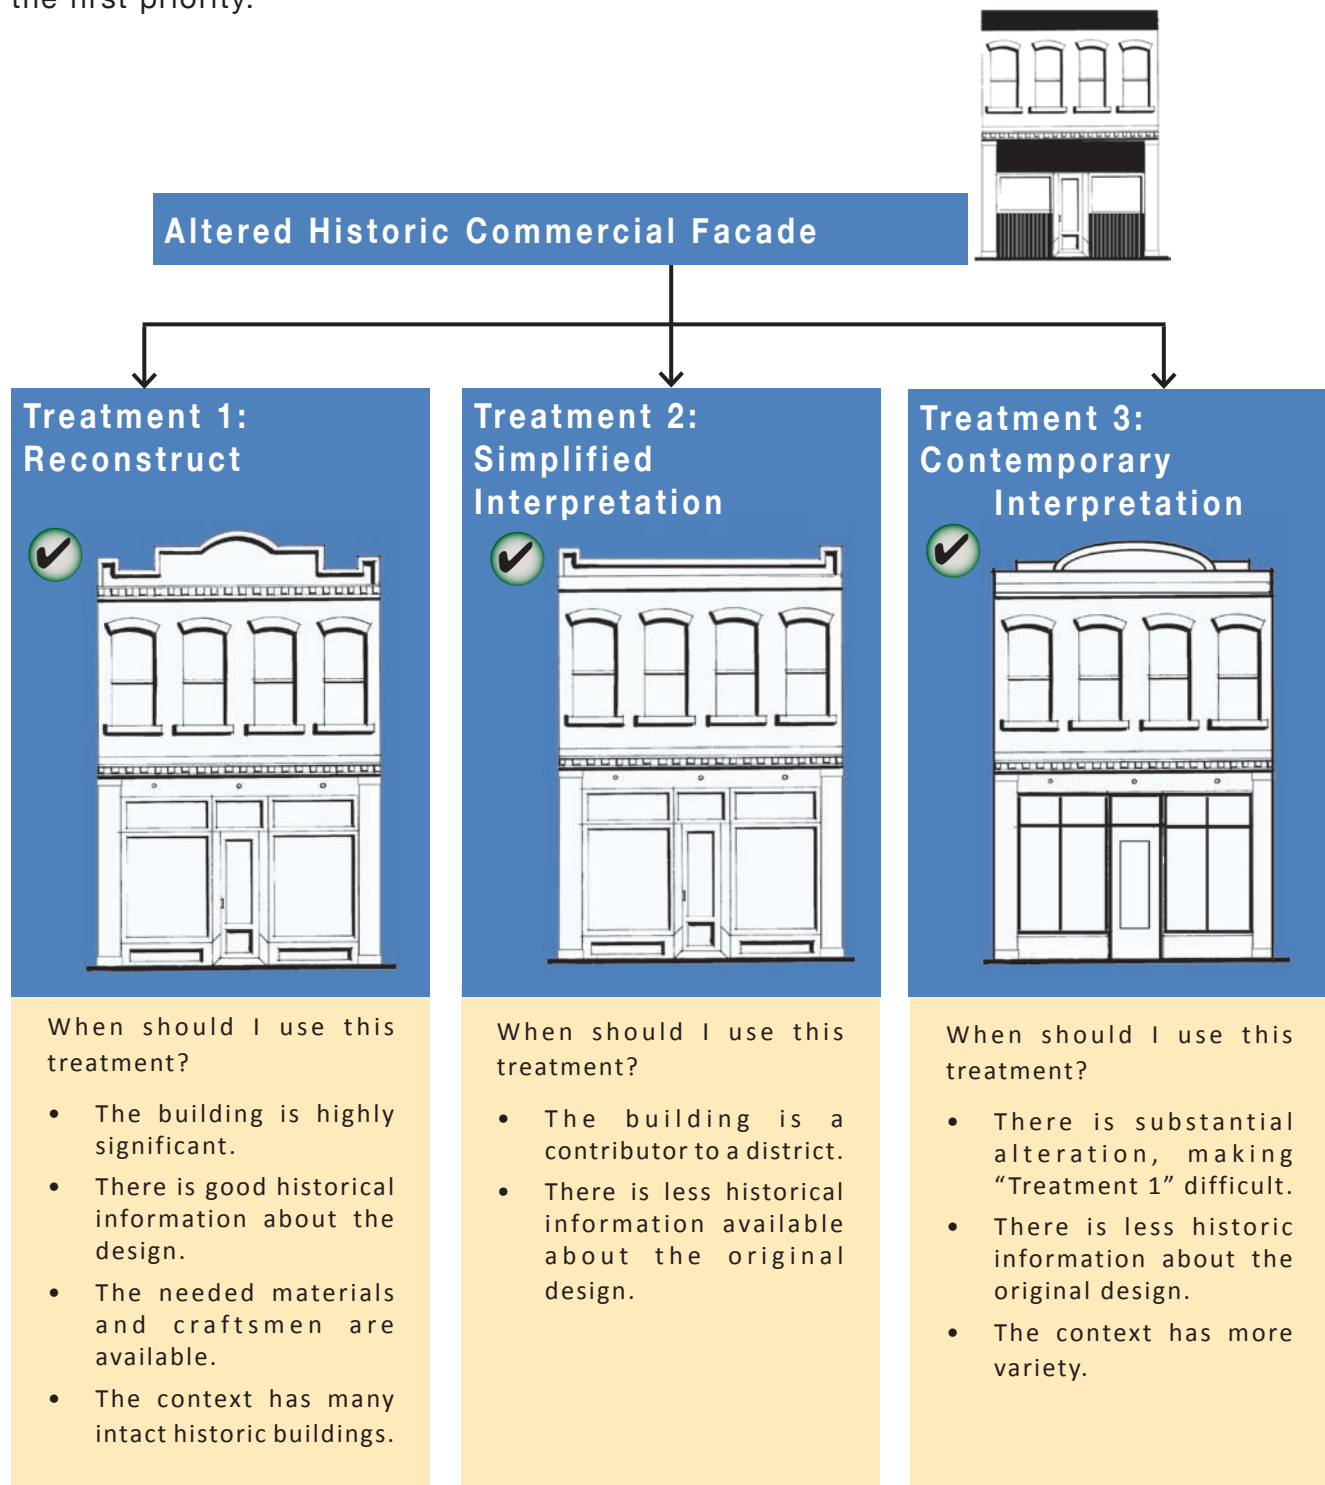 the first priority.
Altered Historic Commercial Facade
Treatment 1:
Reconstruct
When should I use this
treatment?
• The building is highly
significant.
• There is good historical
information about the
design.
• The needed materials
and craftsmen are
available.
• The context has many
intact historic buildings.
Treatment 2:
Simplified
Interpretation
When should I use this
treatment?
• The building is a
contributor to a district.
• There is less historical
information available
about the original
design.
Treatment 3:
Contemporary
Interpretation
When should I use this
treatment?
• There is substantial
alteration, making
“Treatment 1” difficult.
• There is less historic
information about the
original design.
• The context has more
variety.